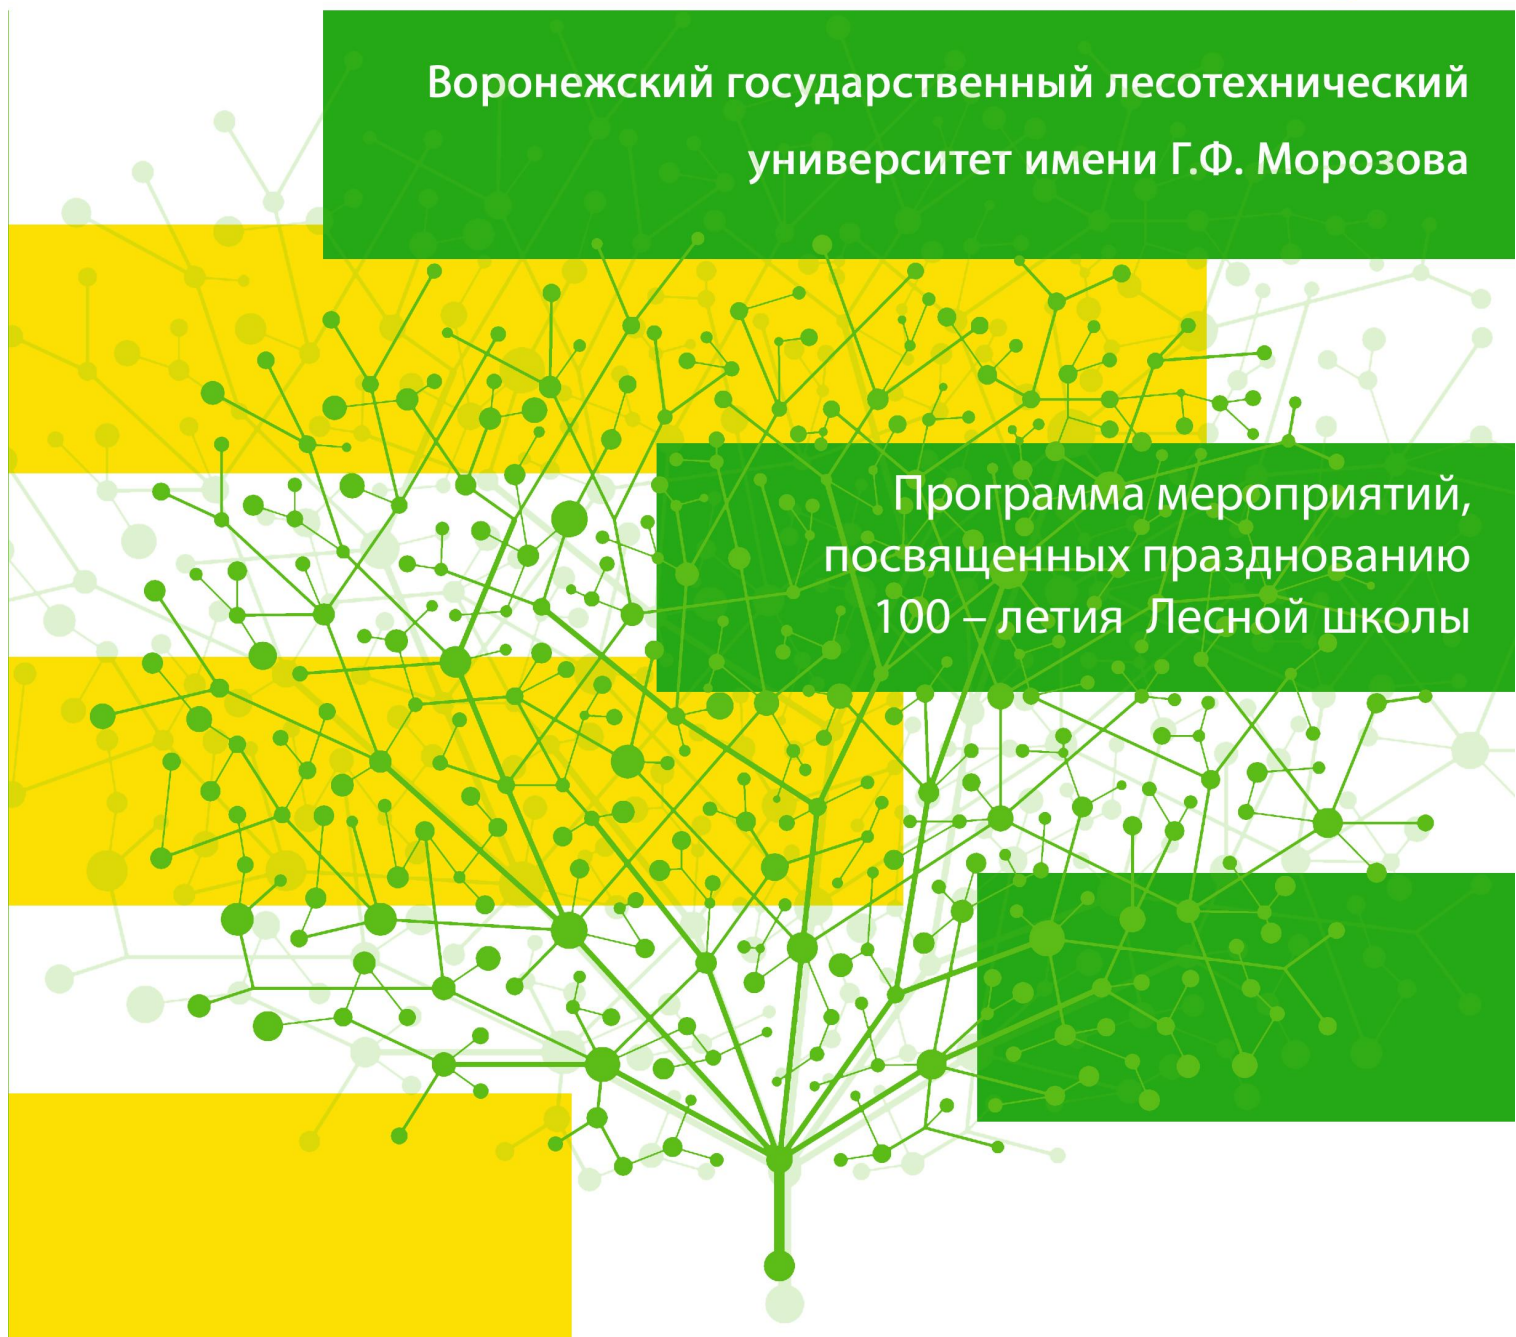 Воронежский государственный лесотехнический
университет имени Г.Ф. Морозова
Программа мероприятий,
посвященных празднованию
100 – летия Лесной школы